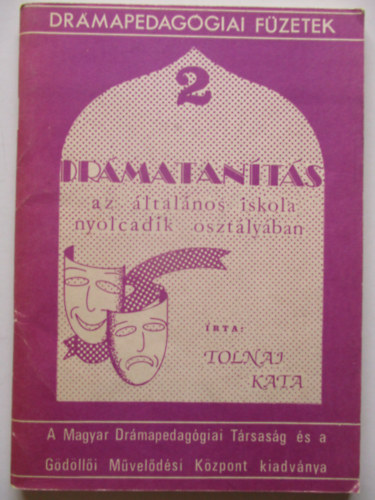 DRÁMAPEDAGÓGIAI FÜZETEK
2
DRÁMATANÍTÁS
az általános iskola
nyolcadik osztályában
ÍRTA:
TOLNAI
KATA
A Magyar Drámapedagógiai Társaság és a
Gödöllői Művelődési Központ kiadványa